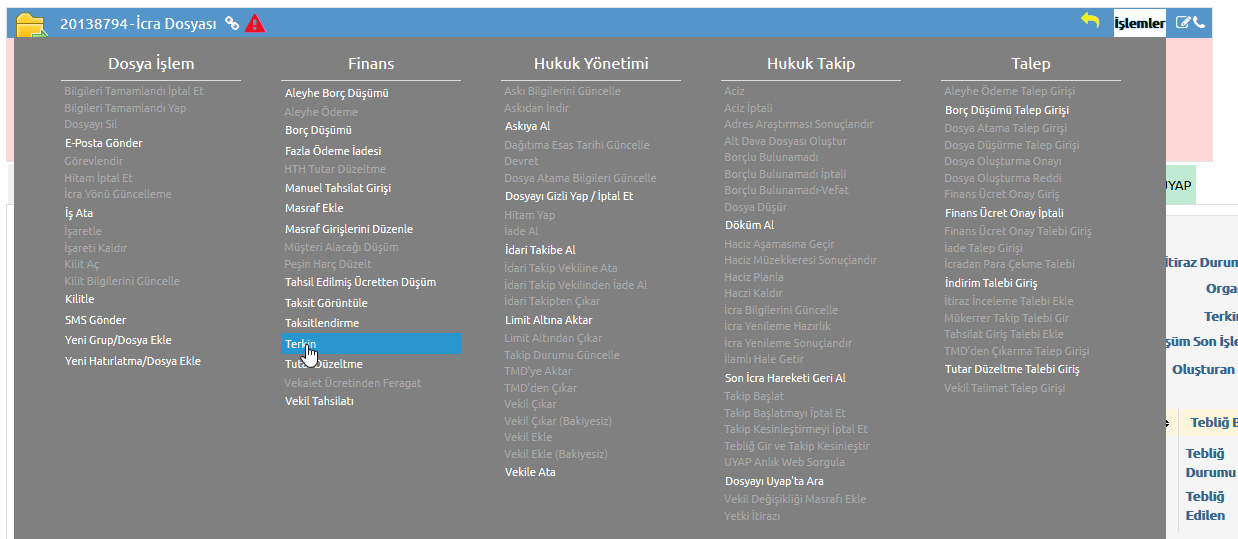 20138794-İcra Dosyası
İşlemler
Dosya İşlem
Bilgileri Tamamlandı İptal Et
Bilgileri Tamamlandı Yap
Dosyayı Sil
E-Posta Gönder
Görevlendir
Hitam İptal Et
İcra Yönü Güncelleme
İş Ata
İşaretle
İşareti Kaldır
Kilit Aç
Kilit Bilgilerini Güncelle
Kilitle
SMS Gönder
Yeni Grup/Dosya Ekle
Yeni Hatırlatma/Dosya Ekle
Finans
Aleyhe Borç Düşümü
Aleyhe Ödeme
Borç Düşümü
Fazla Ödeme İadesi
HTH Tutar Düzeltme
Manuel Tahsilat Girişi
Masraf Ekle
Masraf Girişlerini Düzenle
Müşteri Alacağı Düşüm
Peşin Harç Düzelt
Tahsil Edilmiş Ücretten Düşüm
Taksit Görüntüle
Taksitlendirme
Terkin
Tutar Düzeltme
Vekalet Ücretinden Feragat
Vekil Tahsilatı
Hukuk Yönetimi
Askı Bilgilerini Güncelle
Askıdan İndir
Askıya Al
Dağıtıma Esas Tarihi Güncelle
Devret
Dosya Atama Bilgileri Güncelle
Dosyayı Gizli Yap / İptal Et
Hitam Yap
İade Al
İdari Takibe Al
İdari Takip Vekiline Ata
İdari Takip Vekilinden İade Al
İdari Takipten Çıkar
Limit Altına Aktar
Limit Altından Çıkar
Takip Durumu Güncelle
TMD'ye Aktar
TMD'den Çıkar
Vekil Çıkar
Vekil Çıkar (Bakiyesiz)
Vekil Ekle
Vekil Ekle (Bakiyesiz)
Vekile Ata
Hukuk Takip
Aciz
Aciz İptali
Adres Araştırması Sonuçlandır
Alt Dava Dosyası Oluştur
Borçlu Bulunamadı
Borçlu Bulunamadı İptali
Borçlu Bulunamadı-Vefat
Dosya Düşür
Döküm Al
Haciz Aşamasına Geçir
Haciz Müzekkeresi Sonuçlandır
Haciz Planla
Haczi Kaldır
İcra Bilgilerini Güncelle
İcra Yenileme Hazırlık
İcra Yenileme Sonuçlandır
İlamlı Hale Getir
Son İcra Hareketi Geri Al
Takip Başlat
Takip Başlatmayı İptal Et
Takip Kesinleştirmeyi İptal Et
Tebliğ Gir ve Takip Kesinleştir
UYAP Anlık Web Sorgula
Dosyayı Uyap'ta Ara
Vekil Değişikliği Masrafı Ekle
Yetki İtirazı
Talep
Aleyhe Ödeme Talep Girişi
Borç Düşümü Talep Girişi
Dosya Atama Talep Girişi
Dosya Düşürme Talep Girişi
Dosya Oluşturma Onayı
Dosya Oluşturma Reddi
Finans Ücret Onay Giriş
Finans Ücret Onay İptali
Finans Ücret Onay Talebi Giriş
İade Talep Girişi
İcradan Para Çekme Talebi
İndirim Talebi Giriş
İtiraz İnceleme Talebi Ekle
Mükerrer Takip Talebi Gir
Tahsilat Giriş Talebi Ekle
TMD'den Çıkarma Talep Girişi
Tutar Düzeltme Talebi Giriş
Vekil Talimat Talep Girişi
UYAP
İtiraz Durum
Orga
Terkin
şüm Son İşle
Oluşturan
Tebliğ B
Tebliğ
Durumu
Tebliğ
Edilen